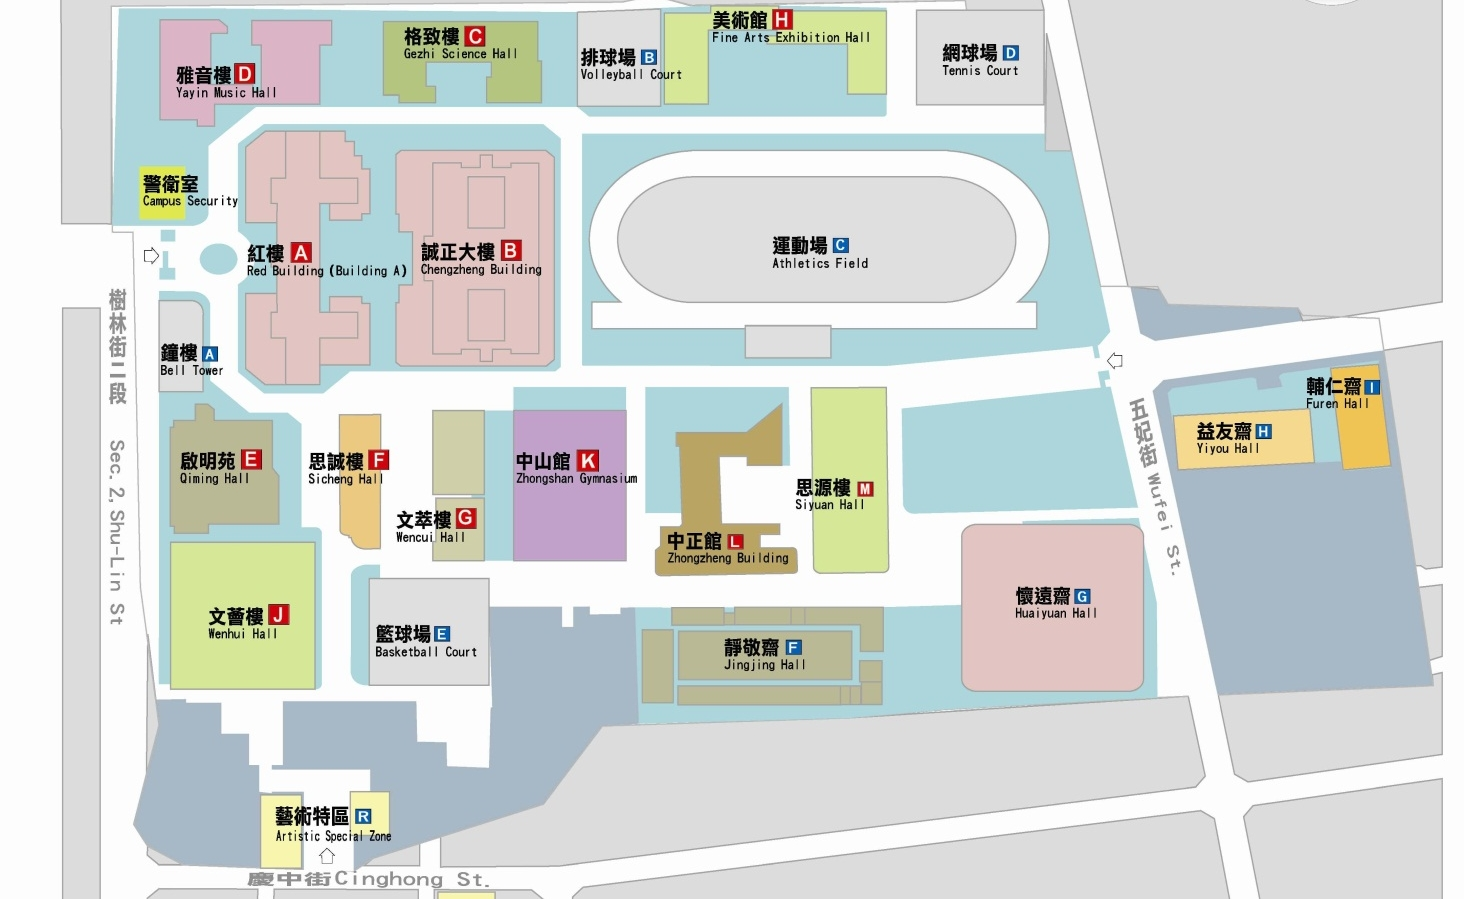 雅音樓 D
Yayin Music Hall
格致樓 C
Gezhi Science Hall
排球場 B
Volleyball Court
美術館 H
Fine Arts Exhibition Hall
網球場 D
Tennis Court
警衛室
Campus Security
紅樓 A
Red Building (Building A)
誠正大樓 B
Chengzheng Building
運動場 C
Athletics Field
樹林街二段 Sec. 2, Shu-Lin St
鐘樓 A
Bell Tower
五妃街 Wufei St.
輔仁齋 I
Furen Hall
益友齋 H
Yiyou Hall
啟明苑 E
Qiming Hall
思誠樓 F
Sicheng Hall
文萃樓 G
Wencui Hall
中山館 K
Zhongshan Gymnasium
中正館 L
Zhongzheng Building
思源樓 M
Siyuan Hall
文薈樓 J
Wenhui Hall
籃球場 E
Basketball Court
靜敬齋 F
Jingjing Hall
懷遠齋 G
Huaiyuan Hall
藝術特區 R
Artistic Special Zone
慶中街 Cinghong St.